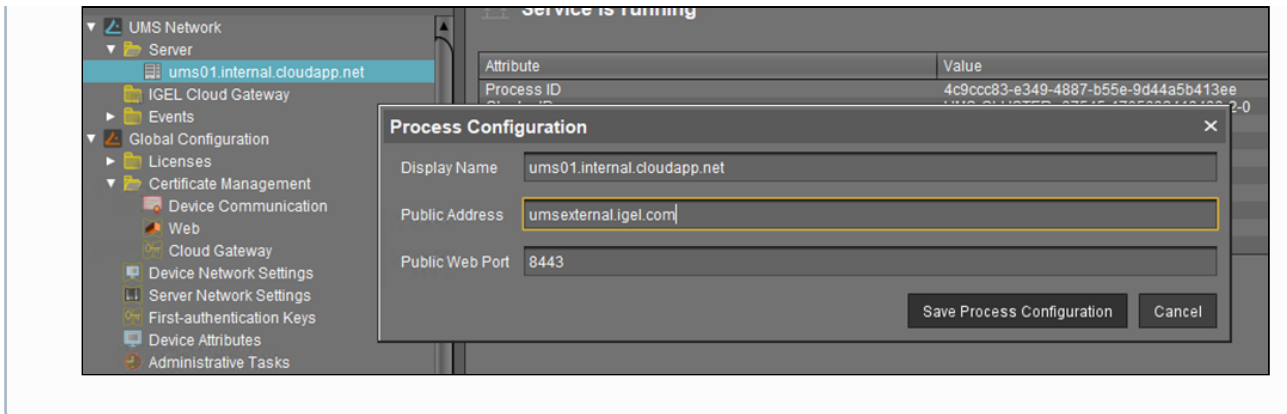 Service is running
UMS Network
Server
ums01.internal.cloudapp.net
IGEL Cloud Gateway
Events
Global Configuration
Licenses
Certificate Management
Device Communication
Web
Cloud Gateway
Device Network Settings
Server Network Settings
First-authentication Keys
Device Attributes
Administrative Tasks
Attribute Value
Process ID 4c9ccc83-e349-4887-b55e-9d44a5b413ee
Process Configuration ×
Display Name ums01.internal.cloudapp.net
Public Address umsexternal.igel.com
Public Web Port 8443
Save Process Configuration Cancel